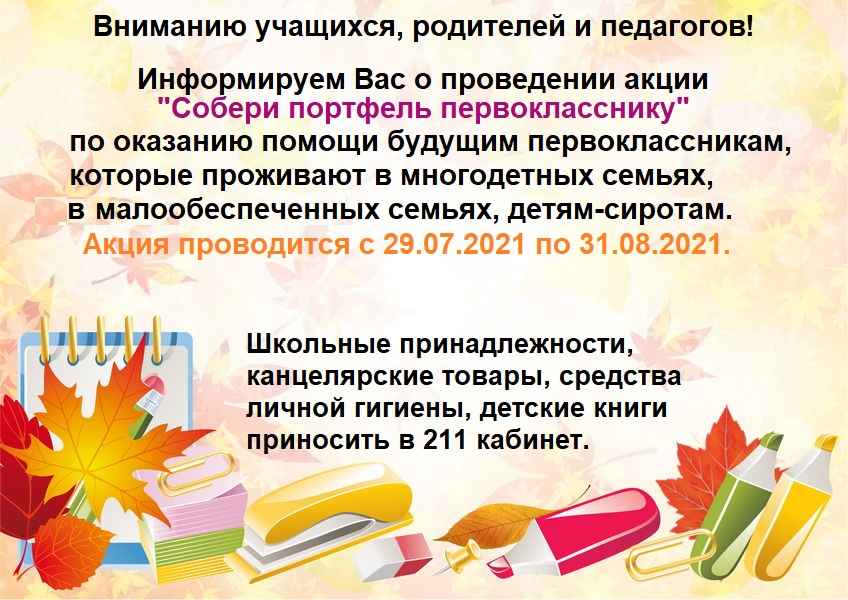 Вниманию учащихся, родителей и педагогов!
Информируем Вас о проведении акции
"Собери портфель первокласснику"
по оказанию помощи будущим первоклассникам,
которые проживают в многодетных семьях,
в малообеспеченных семьях, детям-сиротам.
Акция проводится с 29.07.2021 по 31.08.2021.
Школьные принадлежности,
канцелярские товары, средства
личной гигиены, детские книги
приносить в 211 кабинет.